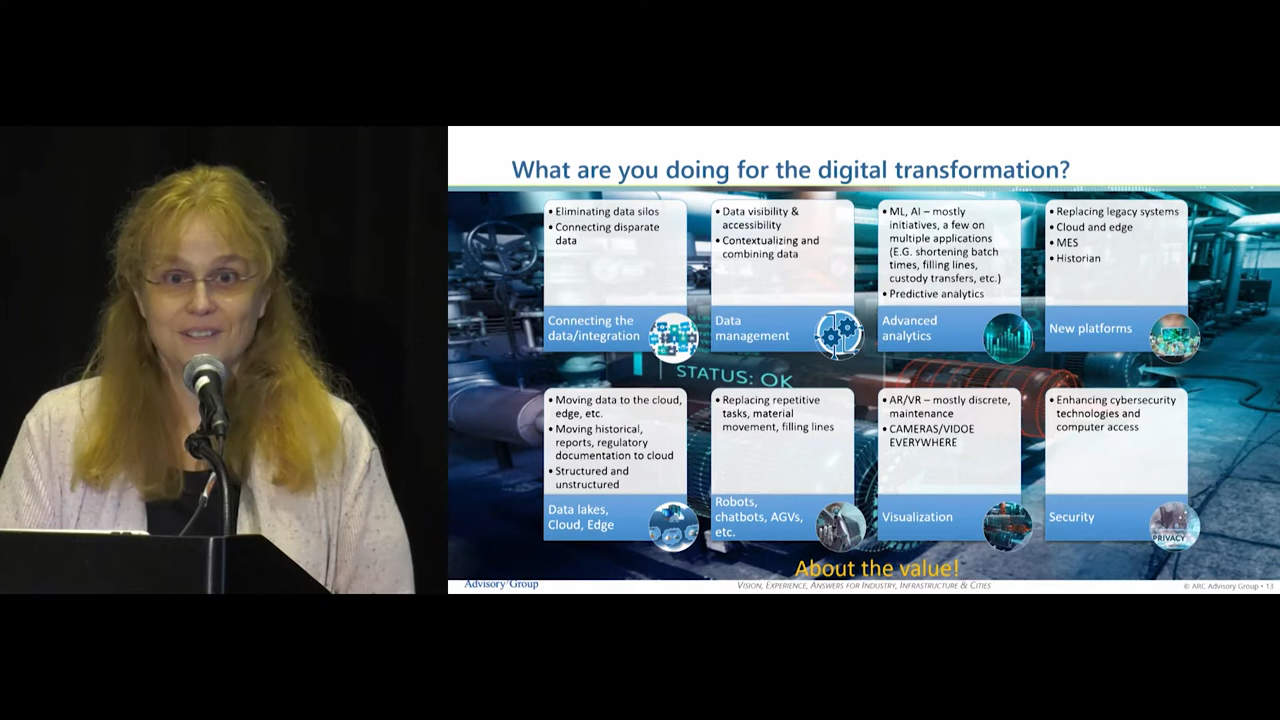 What are you doing for the digital transformation?
• Eliminating data silos
• Connecting disparate
data
Connecting the
data/integration
• Data visibility &
accessibility
• Contextualizing and
combining data
Data
management
• ML, AI – mostly
initiatives, a few on
multiple applications
(E.G. shortening batch
times, filling lines,
custody transfers, etc.)
• Predictive analytics
Advanced
analytics
• Replacing legacy systems
• Cloud and edge
• MES
• Historian
New platforms
STATUS: OK
• Moving data to the cloud,
edge, etc.
• Moving historical,
reports, regulatory
documentation to cloud
• Structured and
unstructured
Data lakes,
Cloud, Edge
• Replacing repetitive
tasks, material
movement, filling lines
Robots,
chatbots, AGVs,
etc.
• AR/VR – mostly discrete,
maintenance
• CAMERAS/VIDOE
EVERYWHERE
Visualization
• Enhancing cybersecurity
technologies and
computer access
Security
PRIVACY
About the value!
Advisory Group
VISION, EXPERIENCE, ANSWERS FOR INDUSTRY, INFRASTRUCTURE & CITIES
© ARC Advisory Group • 13